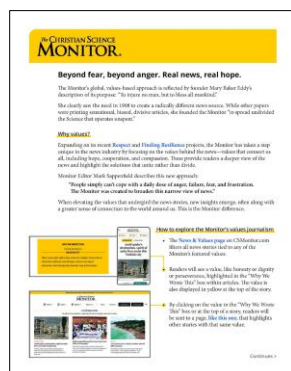 The CHRISTIAN SCIENCE
MONITOR.
Beyond fear, beyond anger. Real news, real hope.
The Monitor's global, values-based approach is reflected by founder Mary Baker Eddy's
description of its purpose: "To injure no man, but to bless all mankind."
She clearly saw the need in 1908 to create a radically different news source. While other papers
were printing sensational, biased, divisive articles, she founded the Monitor "to spread undivided
the Science that operates unspent."
Why values?
Expanding on its recent Respect and Finding Resilience projects, the Monitor has taken a step
unique in the news industry by focusing on the values behind the news—values that connect us
all, including hope, cooperation, and compassion. These provide readers a deeper view of the
news and highlight the solutions that unite rather than divide.
Monitor Editor Mark Sappenfield describes this new approach:
"People simply can't cope with a daily dose of anger, failure, fear, and frustration.
The Monitor was created to broaden this narrow view of news."
When elevating the values that undergird the news stories, new insights emerge, often along with
a greater sense of connection to the world around us. This is the Monitor difference.
How to explore the Monitor's values journalism
• The News & Values page on CSMonitor.com
filters all news stories tied to any of the
Monitor's featured values.
• Readers will see a value, like honesty or dignity
or perseverance, highlighted in the "Why We
Wrote This" box within articles. The value is
also displayed in yellow at the top of the story.
• By clicking on the value in the "Why We Wrote
This" box or at the top of a story, readers will
be sent to a page, like this one, that highlights
other stories with that same value.
Continues